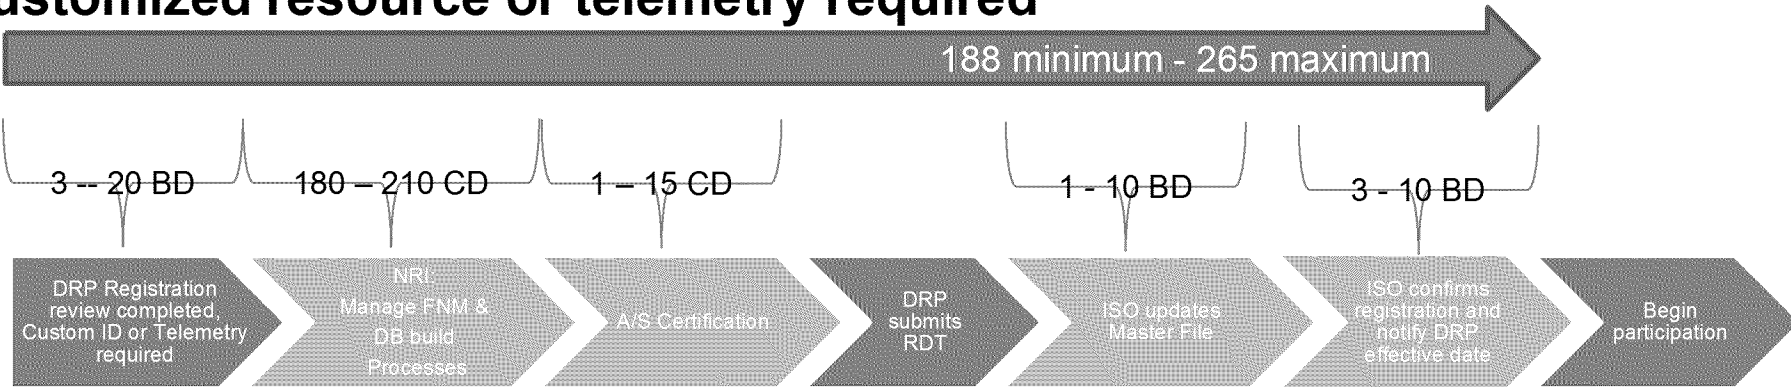 ustomized resource or telemetry required
188 minimum - 265 maximum
3 -- 20 BD
180 – 210 CD
1 – 15 CD
1 - 10 BD
3 - 10 BD
DRP Registration
review completed,
Custom ID or Telemetry
required
NRI:
Manage FNM &
DB build
Processes
A/S Certification
DRP
submits
RDT
ISO updates
Master File
ISO confirms
registration and
notify DRP
effective date
Begin
participation